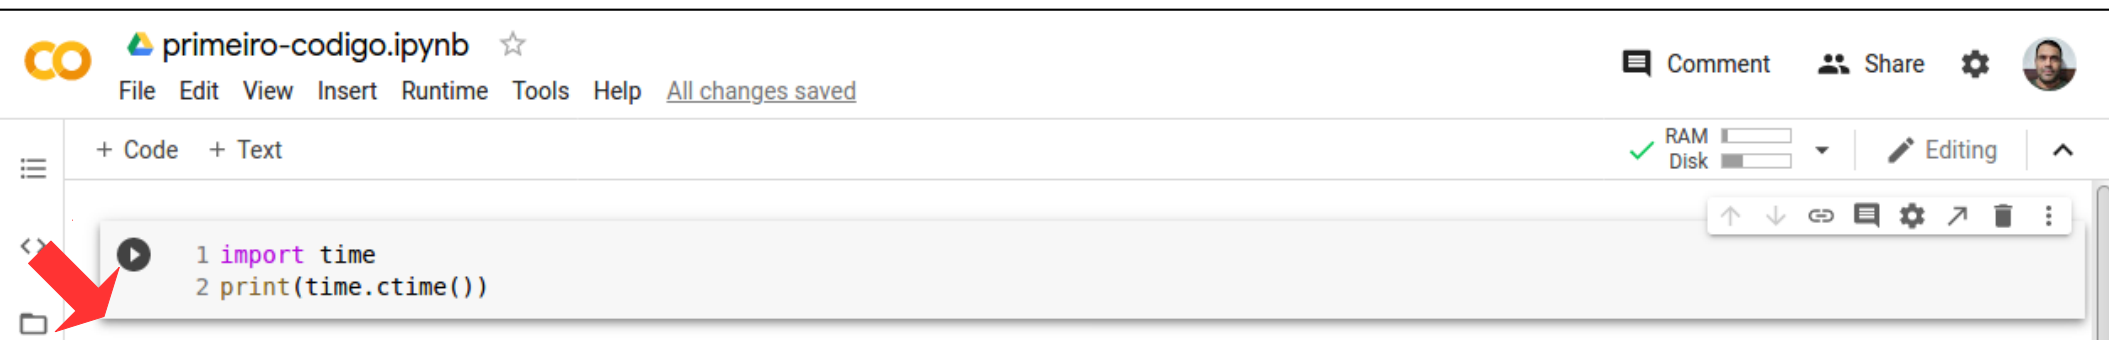 primeiro-codigo.ipynb
Comment Share
File Edit View Insert Runtime Tools Help All changes saved
+ Code + Text
RAM
Disk
Editing
1 import time
2 print(time.ctime())